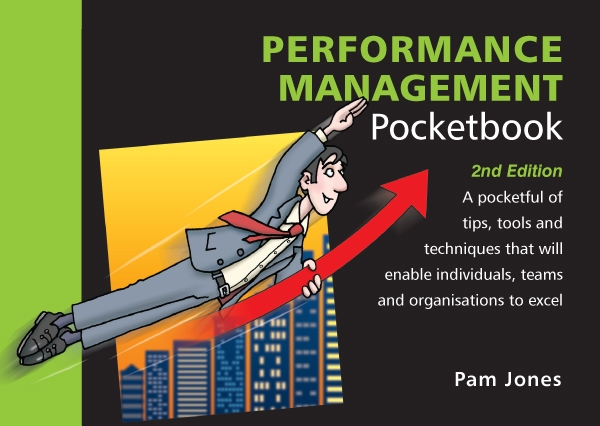 PERFORMANCE
MANAGEMENT
Pocketbook
2nd Edition
A pocketful of
tips, tools and
techniques that will
enable individuals, teams
and organisations to excel
Pam Jones